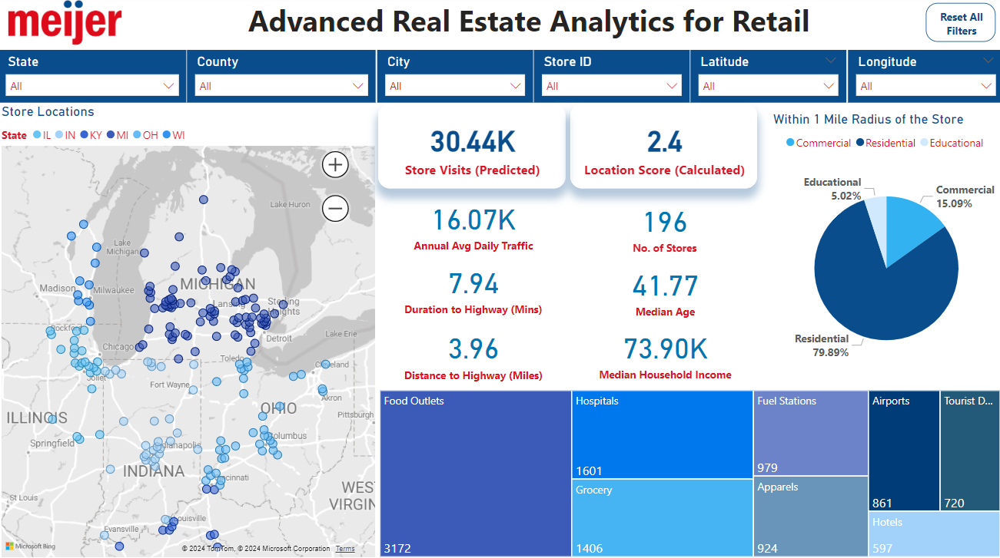 meijer
Advanced Real Estate Analytics for Retail
Reset All
Filters
State
County
City
Store ID
Latitude
Longitude
All
All
All
All
All
All
Store Locations
State IL IN KY MI OH WI
Lake Huron
Lake
Michigan
MICHIGAN
Madison
Milwaukee
Lansing
Sterling
Heights
Rockford
Detroit
Lake Erie
Chicago
Toledo
Cleveland
Joliet
Fort Wayne
Akron
OHIO
Pittsburgh
ILLINOIS
Springfield
Indianapolis
Columbus
INDIANA
Cincinnati
WES
VIRGIN
St Louis
Louisville
Evansville
Microsoft Bing
© 2024 TomTom, © 2024 Microsoft Corporation Terms
30.44K
Store Visits (Predicted)
2.4
Location Score (Calculated)
16.07K
Annual Avg Daily Traffic
196
No. of Stores
7.94
Duration to Highway (Mins)
41.77
Median Age
3.96
Distance to Highway (Miles)
73.90K
Median Household Income
Within 1 Mile Radius of the Store
Commercial Residential Educational
Educational
5.02%
Commercial
15.09%
Residential
79.89%
Food Outlets
3172
Hospitals
1601
Grocery
1406
Fuel Stations
979
Apparels
924
Airports
861
Tourist D...
720
Hotels
597